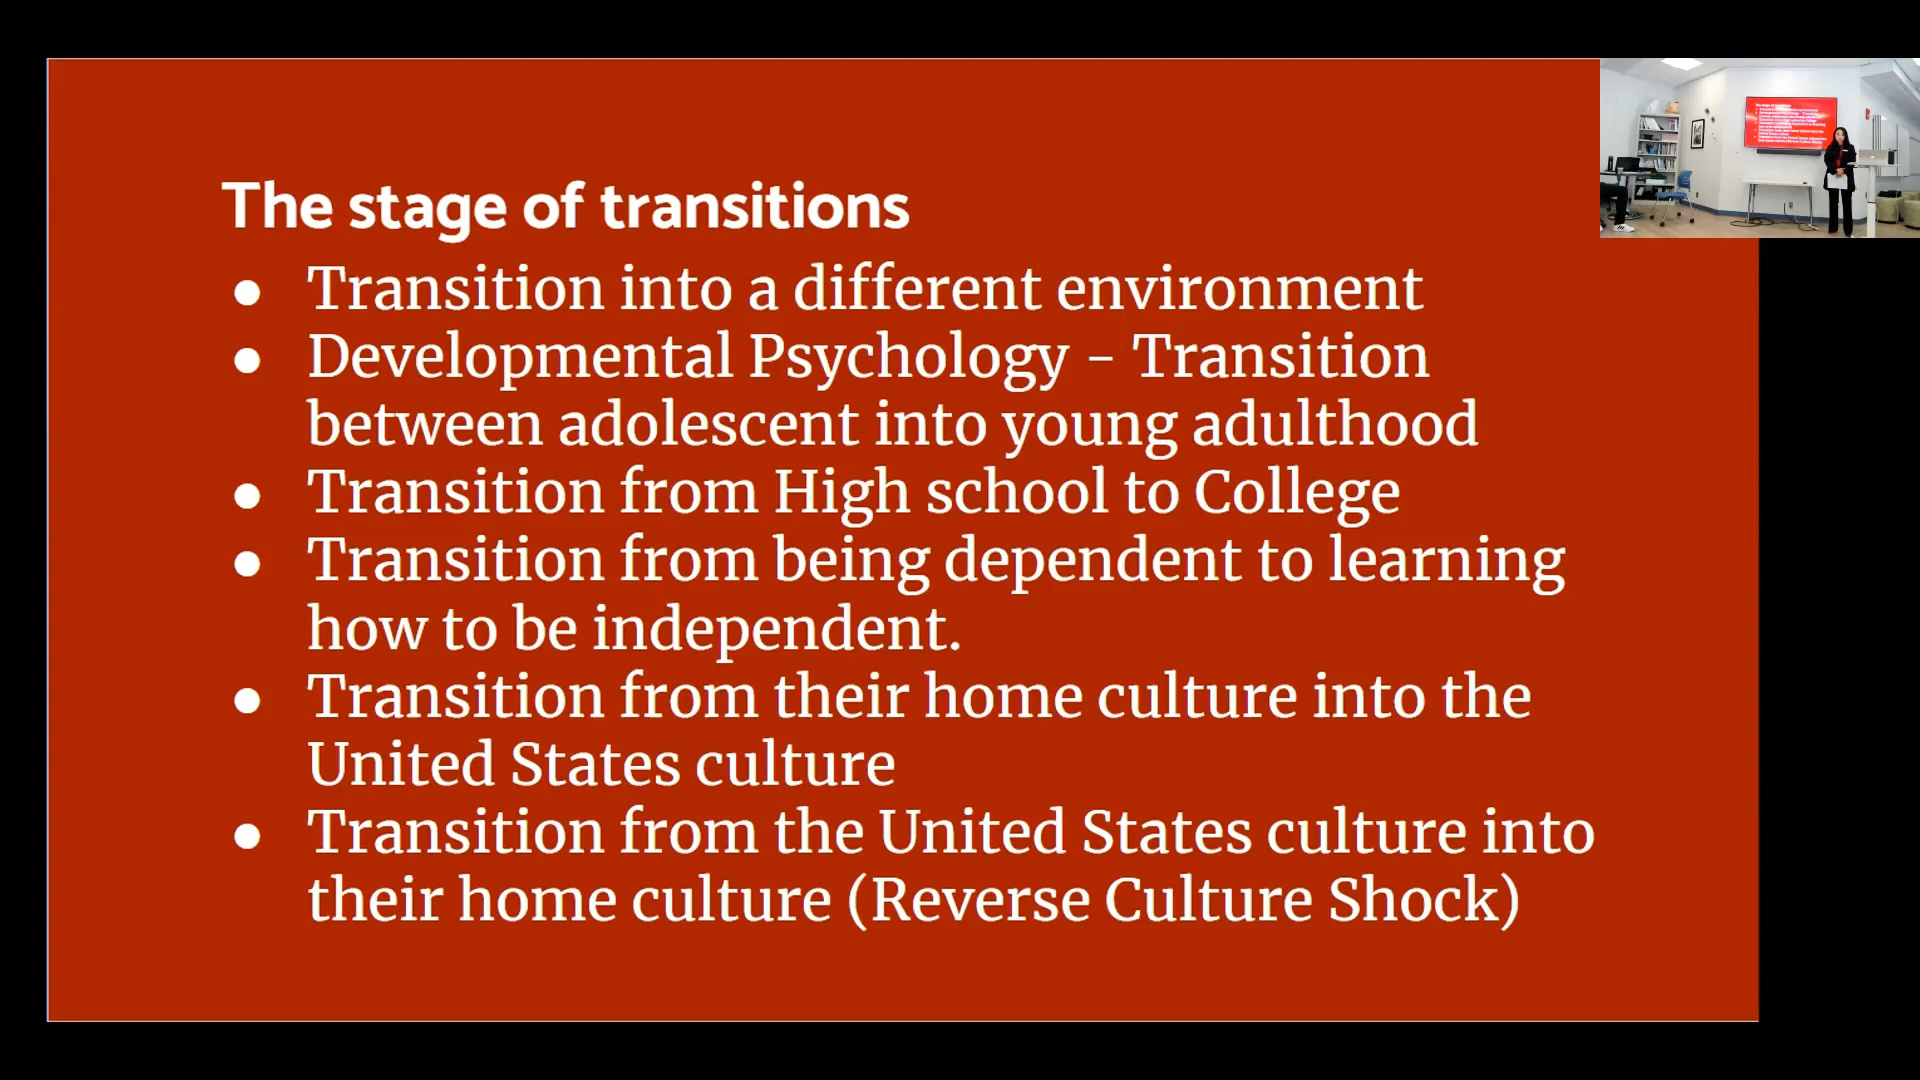 The stage of transitions
● Transition into a different environment
● Developmental Psychology - Transition
between adolescent into young adulthood
● Transition from High school to College
● Transition from being dependent to learning
how to be independent.
● Transition from their home culture into the
United States culture
● Transition from the United States culture into
their home culture (Reverse Culture Shock)